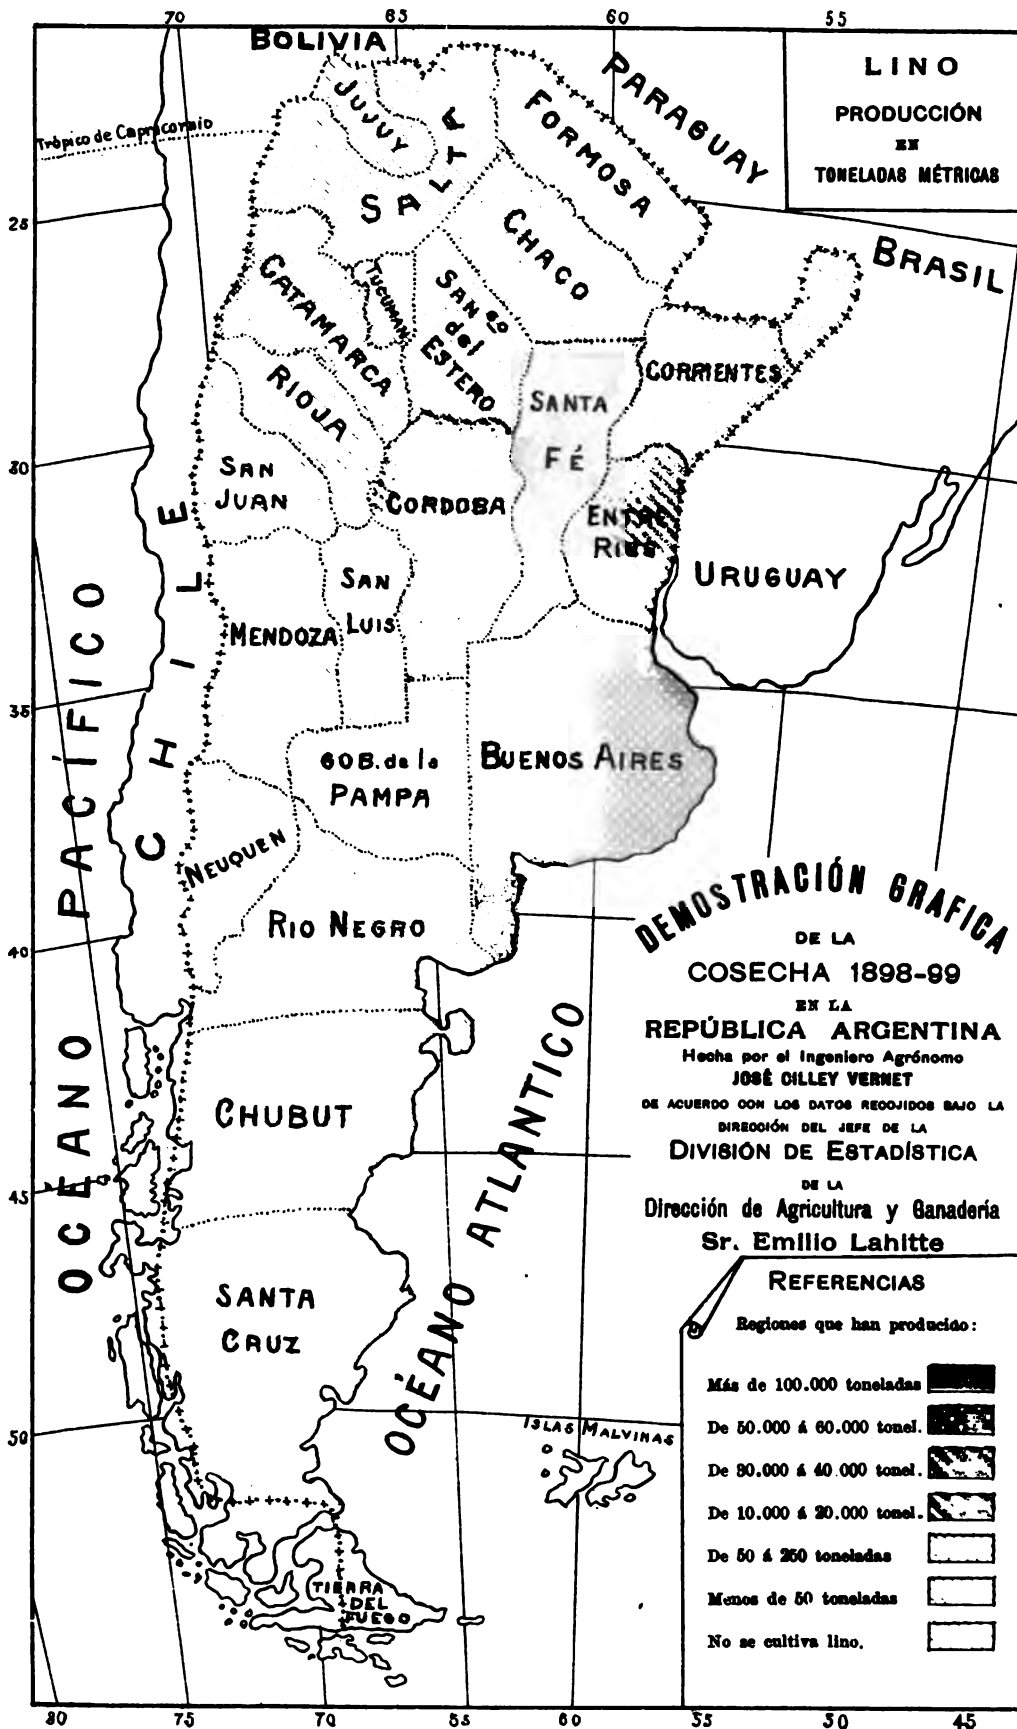 70 65 60 55
BOLIVIA
PARAGUAY
LINO
PRODUCCIÓN
EN
TONELADAS MÉTRICAS
JUJUY
Trópico de Capricornio
SALTA
FORMOSA
25
CHACO
BRASIL
CATAMARCA
TUCUMAN
SANgo
del
ESTERO
CORRIENTES
RIOJA
SANTA
FÉ
30
SAN
JUAN
CORDOBA
ENTRE
RIOS
URUGUAY
SAN
LUIS
MENDOZA
CHILE
OCÉANO PACÍFICO
35
GOB. de la
PAMPA
BUENOS AIRES
NEUQUEN
RIO NEGRO
40
DEMOSTRACIÓN GRAFICA
DE LA
COSECHA 1898-99
EN LA
REPÚBLICA ARGENTINA
Hecha por el Ingeniero Agrónomo
JOSÉ CILLEY VERNET
DE ACUERDO CON LOS DATOS RECOJIDOS BAJO LA
DIRECCIÓN DEL JEFE DE LA
DIVISIÓN DE ESTADÍSTICA
DE LA
Dirección de Agricultura y Ganadería
Sr. Emilio Lahitte
CHUBUT
OCÉANO ATLANTICO
45
SANTA
CRUZ
50
ISLAS MALVINAS
TIERRA
DEL
FUEGO
REFERENCIAS
Regiones que han producido:
Más de 100.000 toneladas
De 50.000 á 60.000 tonel.
De 30.000 á 40.000 tonel.
De 10.000 á 20.000 tonel.
De 50 á 250 toneladas
Menos de 50 toneladas
No se cultiva lino.
80 75 70 65 60 55 50 45